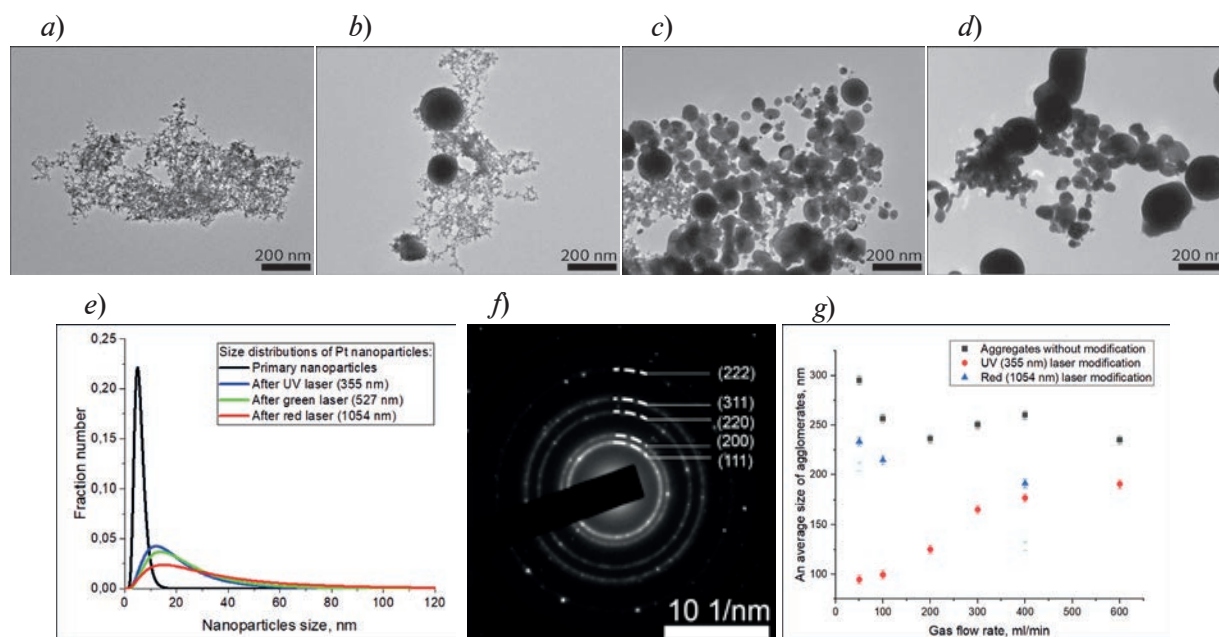 a)
b)
c)
d)
200 nm
200 nm
200 nm
200 nm
e)
Fraction number
0,25
0,20
0,15
0,10
0,05
0,00
0
20
40
60
80
100
120
Nanoparticles size, nm
Size distributions of Pt nanoparticles:
Primary nanoparticles
After UV laser (355 nm)
After green laser (527 nm)
After red laser (1054 nm)
f)
(222)
(311)
(220)
(200)
(111)
10 1/nm
g)
An average size of agglomerates, nm
300
250
200
150
100
0
100
200
300
400
500
600
Gas flow rate, ml/min
Aggregates without modification
UV (355 nm) laser modification
Red (1054 nm) laser modification